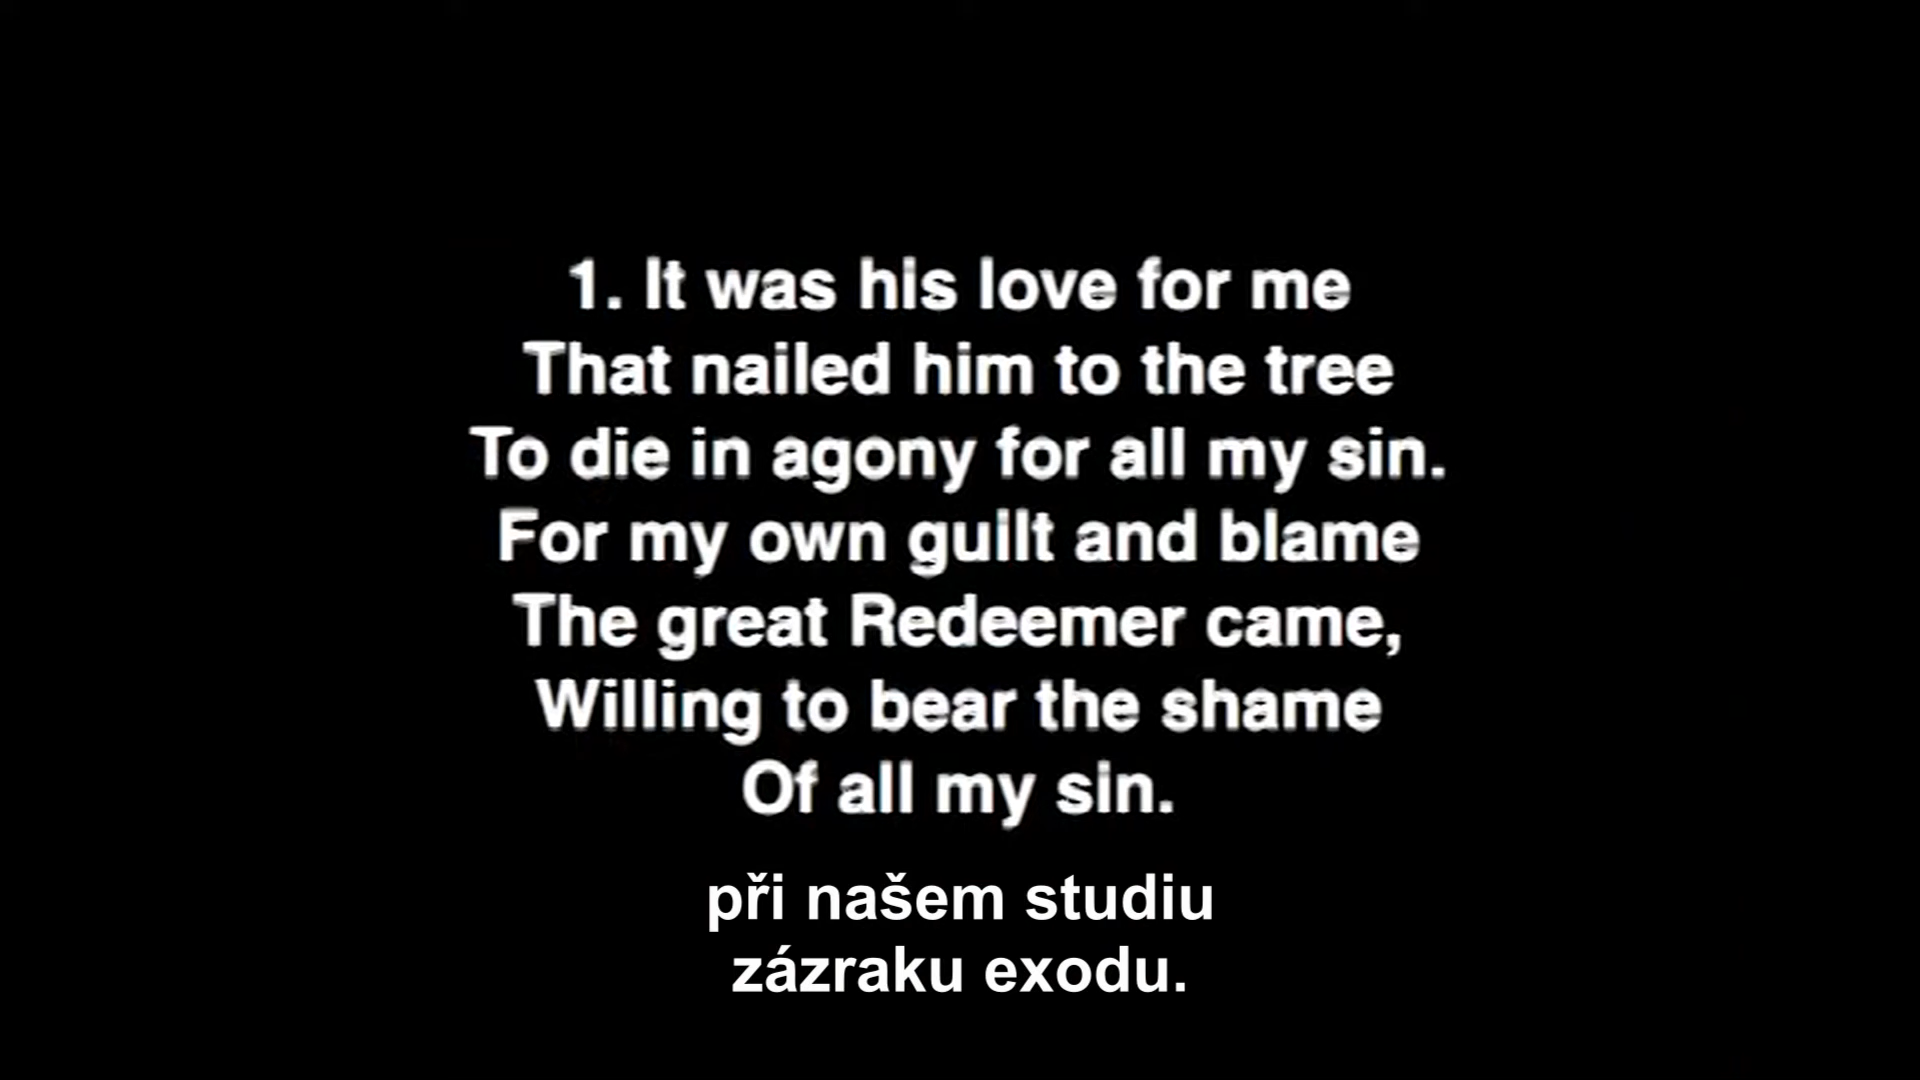 1. It was his love for me
That nailed him to the tree
To die in agony for all my sin.
For my own guilt and blame
The great Redeemer came,
Willing to bear the shame
Of all my sin.
při našem studiu
zázraku exodu.